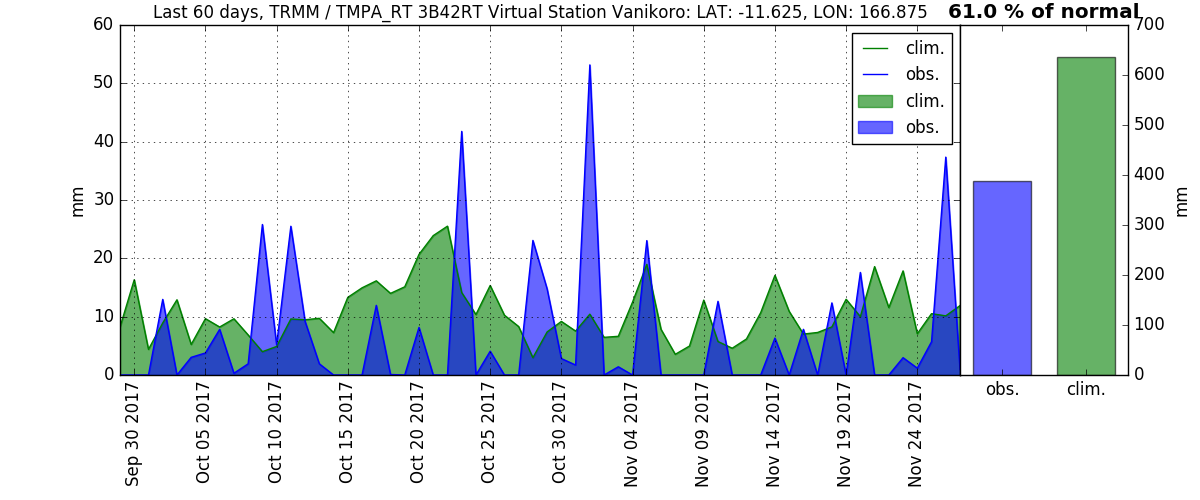 Last 60 days, TRMM / TMPA_RT 3B42RT Virtual Station Vanikoro: LAT: -11.625, LON: 166.875
61.0 % of normal
60
50
40
30
20
10
0
mm
clim.
obs.
clim.
obs.
Sep 30 2017
Oct 05 2017
Oct 10 2017
Oct 15 2017
Oct 20 2017
Oct 25 2017
Oct 30 2017
Nov 04 2017
Nov 09 2017
Nov 14 2017
Nov 19 2017
Nov 24 2017
700
600
500
400
300
200
100
0
mm
obs.
clim.